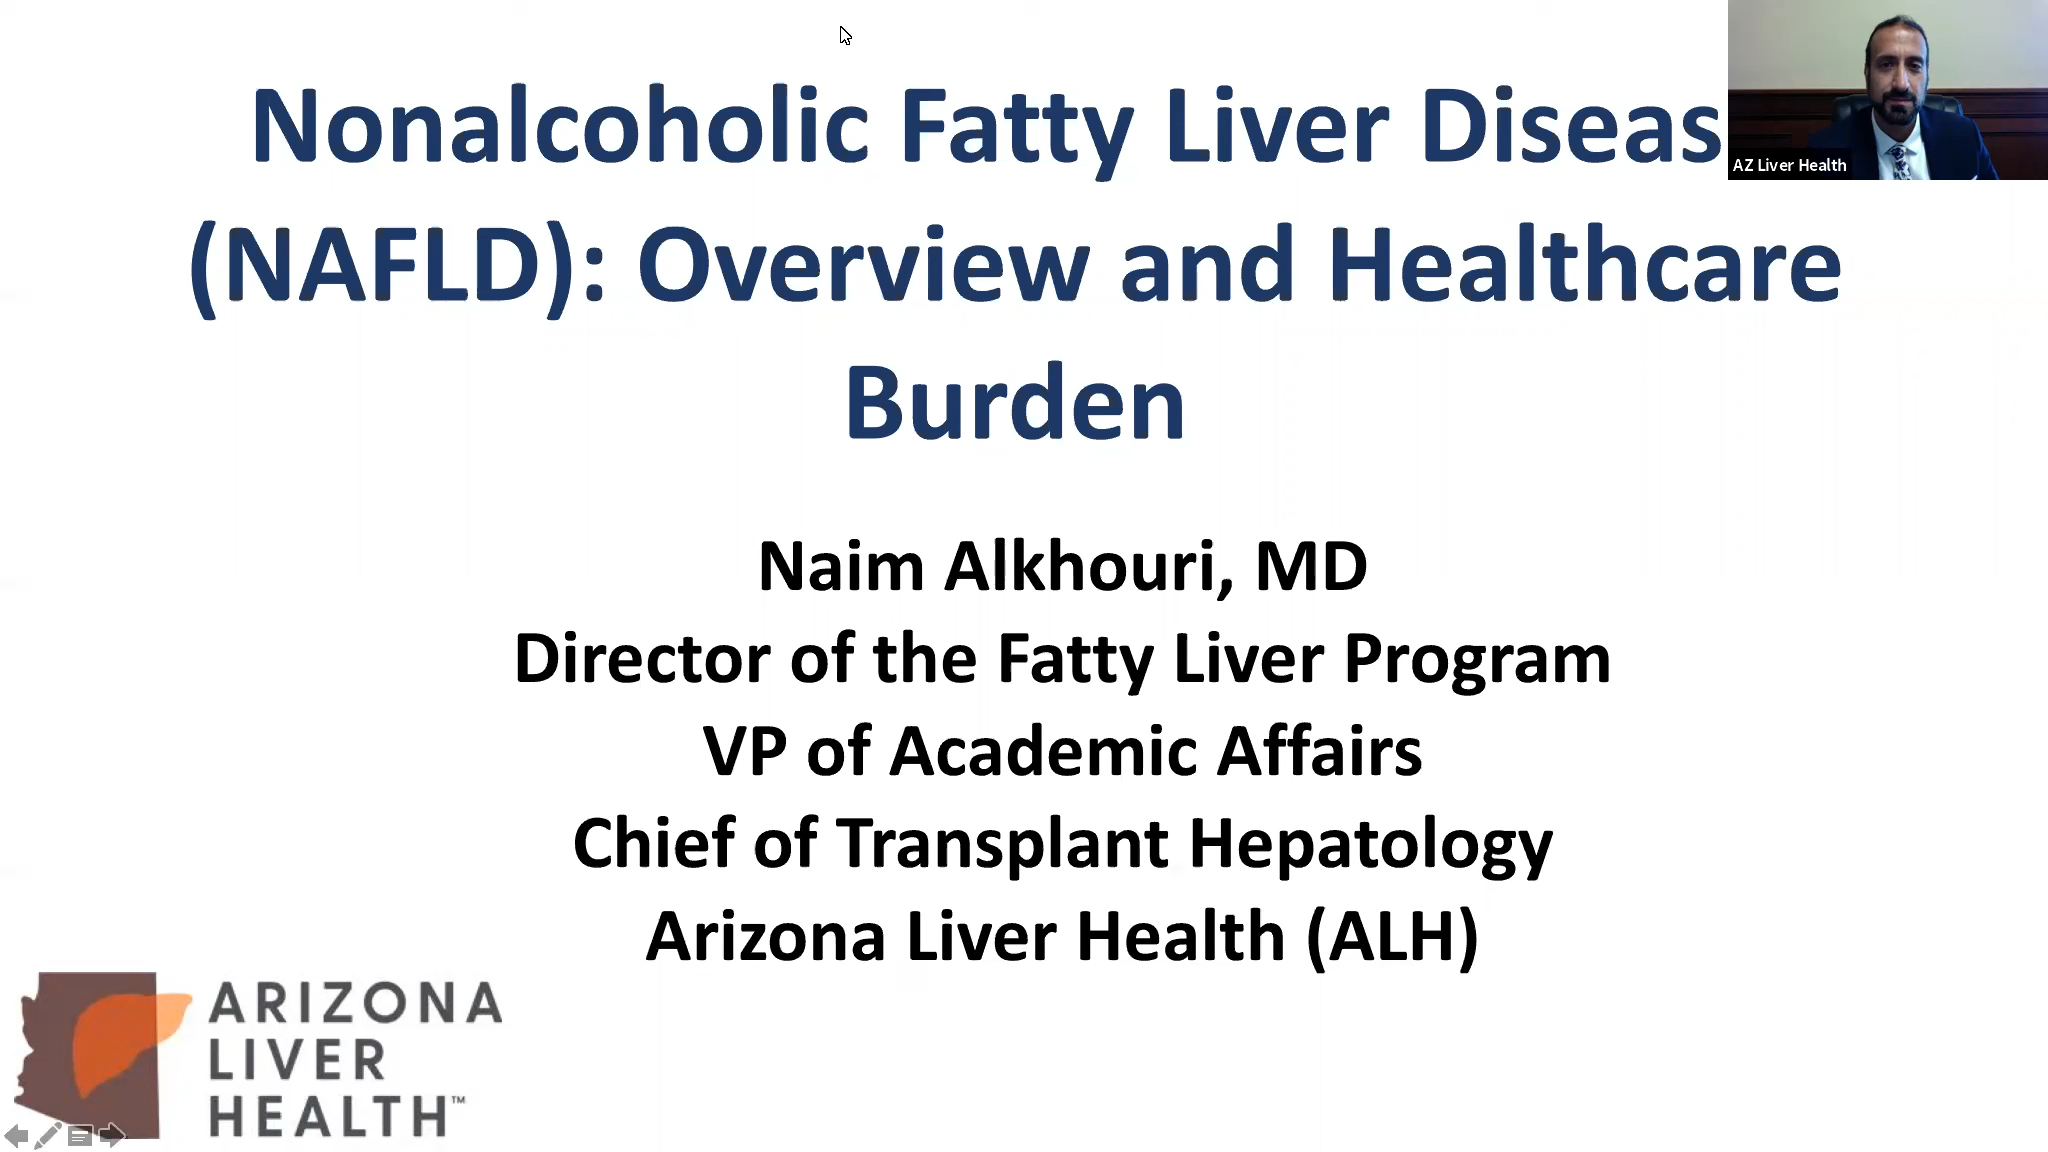 Nonalcoholic Fatty Liver Diseas
(NAFLD): Overview and Healthcare
Burden
AZ Liver Health
Naim Alkhouri, MD
Director of the Fatty Liver Program
VP of Academic Affairs
Chief of Transplant Hepatology
Arizona Liver Health (ALH)
ARIZONA
LIVER
HEALTH™